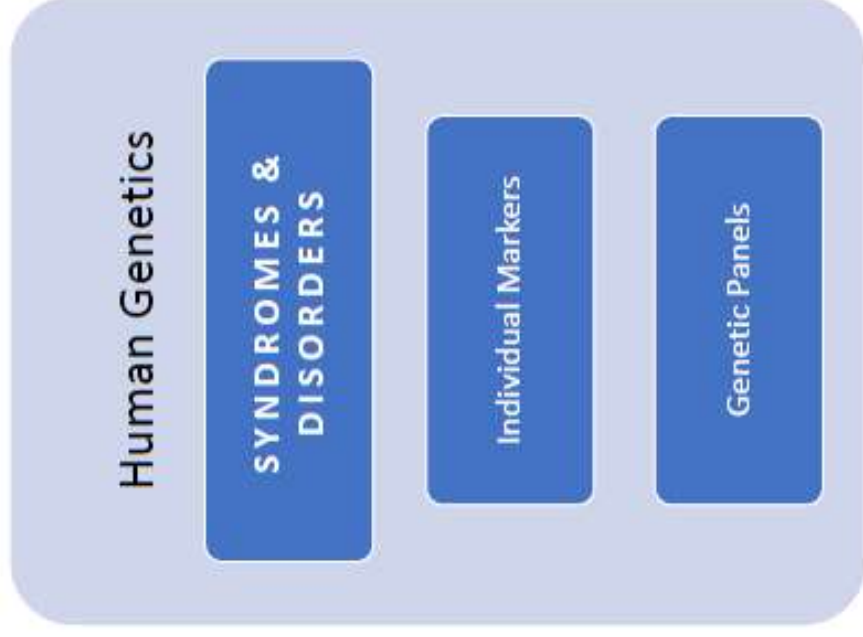 Human Genetics
SYNDROMES &
DISORDERS
Individual Markers
Genetic Panels